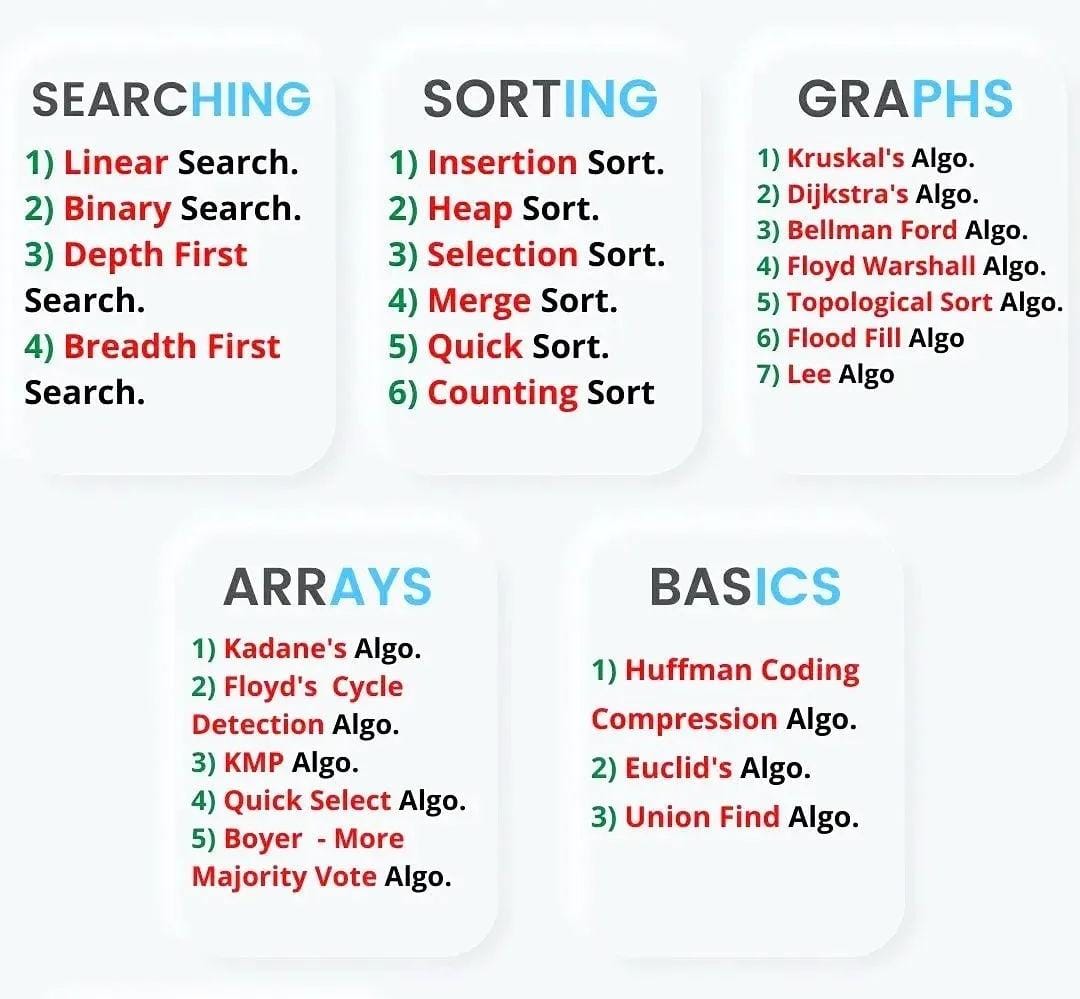 SEARCHING
1) Linear Search.
2) Binary Search.
3) Depth First
Search.
4) Breadth First
Search.
SORTING
1) Insertion Sort.
2) Heap Sort.
3) Selection Sort.
4) Merge Sort.
5) Quick Sort.
6) Counting Sort
GRAPHS
1) Kruskal's Algo.
2) Dijkstra's Algo.
3) Bellman Ford Algo.
4) Floyd Warshall Algo.
5) Topological Sort Algo.
6) Flood Fill Algo
7) Lee Algo
ARRAYS
1) Kadane's Algo.
2) Floyd's Cycle
Detection Algo.
3) KMP Algo.
4) Quick Select Algo.
5) Boyer - More
Majority Vote Algo.
BASICS
1) Huffman Coding
Compression Algo.
2) Euclid's Algo.
3) Union Find Algo.